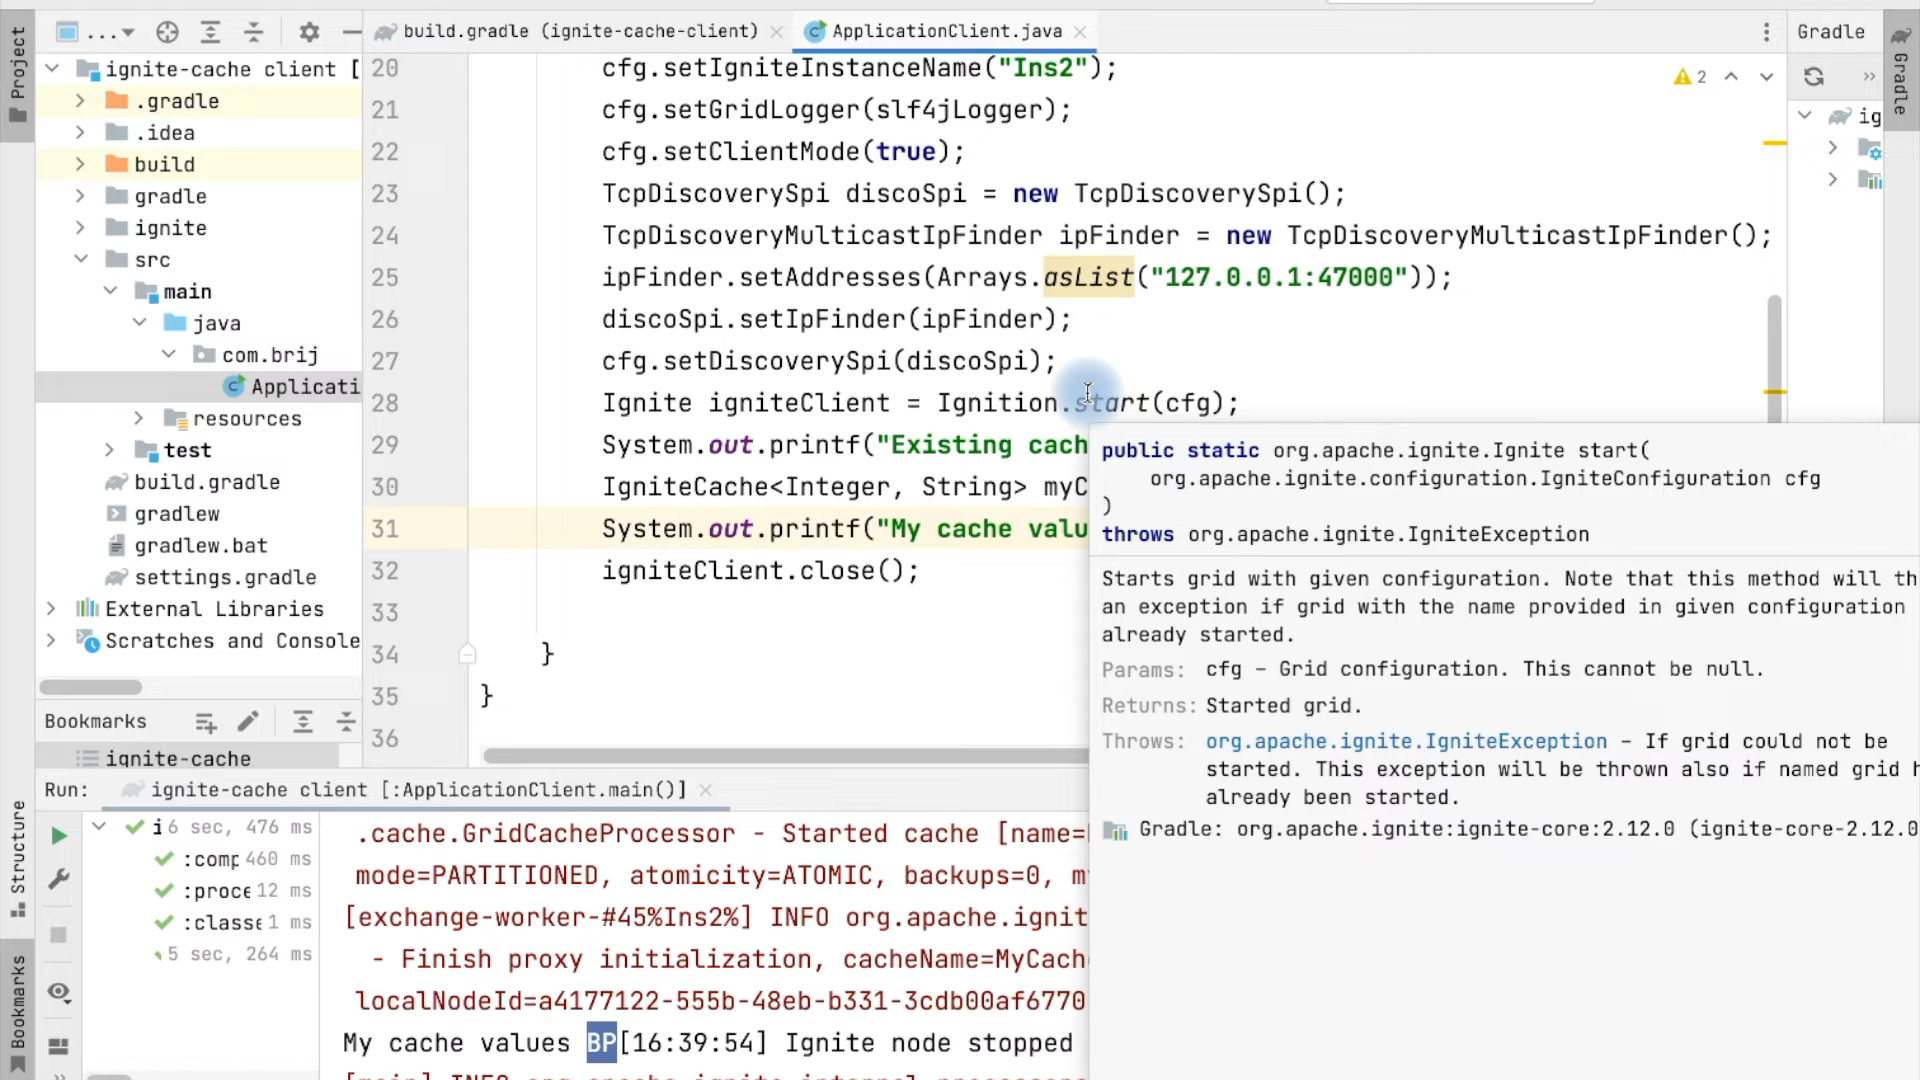 Project
...
build.gradle (ignite-cache-client)
ApplicationClient.java
Gradle
Gradle
ignite-cache client [
.gradle
.idea
build
gradle
ignite
src
main
java
com.brij
Applicati
resources
test
build.gradle
gradlew
gradlew.bat
settings.gradle
External Libraries
Scratches and Console
20 cfg.setIgniteInstanceName("Ins2");
21 cfg.setGridLogger(slf4jLogger);
22 cfg.setClientMode(true);
23 TcpDiscoverySpi discoSpi = new TcpDiscoverySpi();
24 TcpDiscoveryMulticastIpFinder ipFinder = new TcpDiscoveryMulticastIpFinder();
25 ipFinder.setAddresses(Arrays.asList("127.0.0.1:47000"));
26 discoSpi.setIpFinder(ipFinder);
27 cfg.setDiscoverySpi(discoSpi);
28 Ignite igniteClient = Ignition.start(cfg);
29 System.out.printf("Existing cach
30 IgniteCache<Integer, String> myC
31 System.out.printf("My cache valu
32 igniteClient.close();
33
34 }
35 }
36
2
ig
public static org.apache.ignite.Ignite start(
org.apache.ignite.configuration.IgniteConfiguration cfg
)
throws org.apache.ignite.IgniteException
Starts grid with given configuration. Note that this method will th
an exception if grid with the name provided in given configuration
already started.
Params: cfg – Grid configuration. This cannot be null.
Returns: Started grid.
Throws: org.apache.ignite.IgniteException – If grid could not be
started. This exception will be thrown also if named grid h
already been started.
Gradle: org.apache.ignite:ignite-core:2.12.0 (ignite-core-2.12.0
Bookmarks
ignite-cache
Structure
Bookmarks
Run: ignite-cache client [:ApplicationClient.main()]
i 6 sec, 476 ms
:comp 460 ms
:proce 12 ms
:classe 1 ms
5 sec, 264 ms
.cache.GridCacheProcessor - Started cache [name=
mode=PARTITIONED, atomicity=ATOMIC, backups=0, m
[exchange-worker-#45%Ins2%] INFO org.apache.ignit
- Finish proxy initialization, cacheName=MyCach
localNodeId=a4177122-555b-48eb-b331-3cdb00af6770
My cache values BP[16:39:54] Ignite node stopped